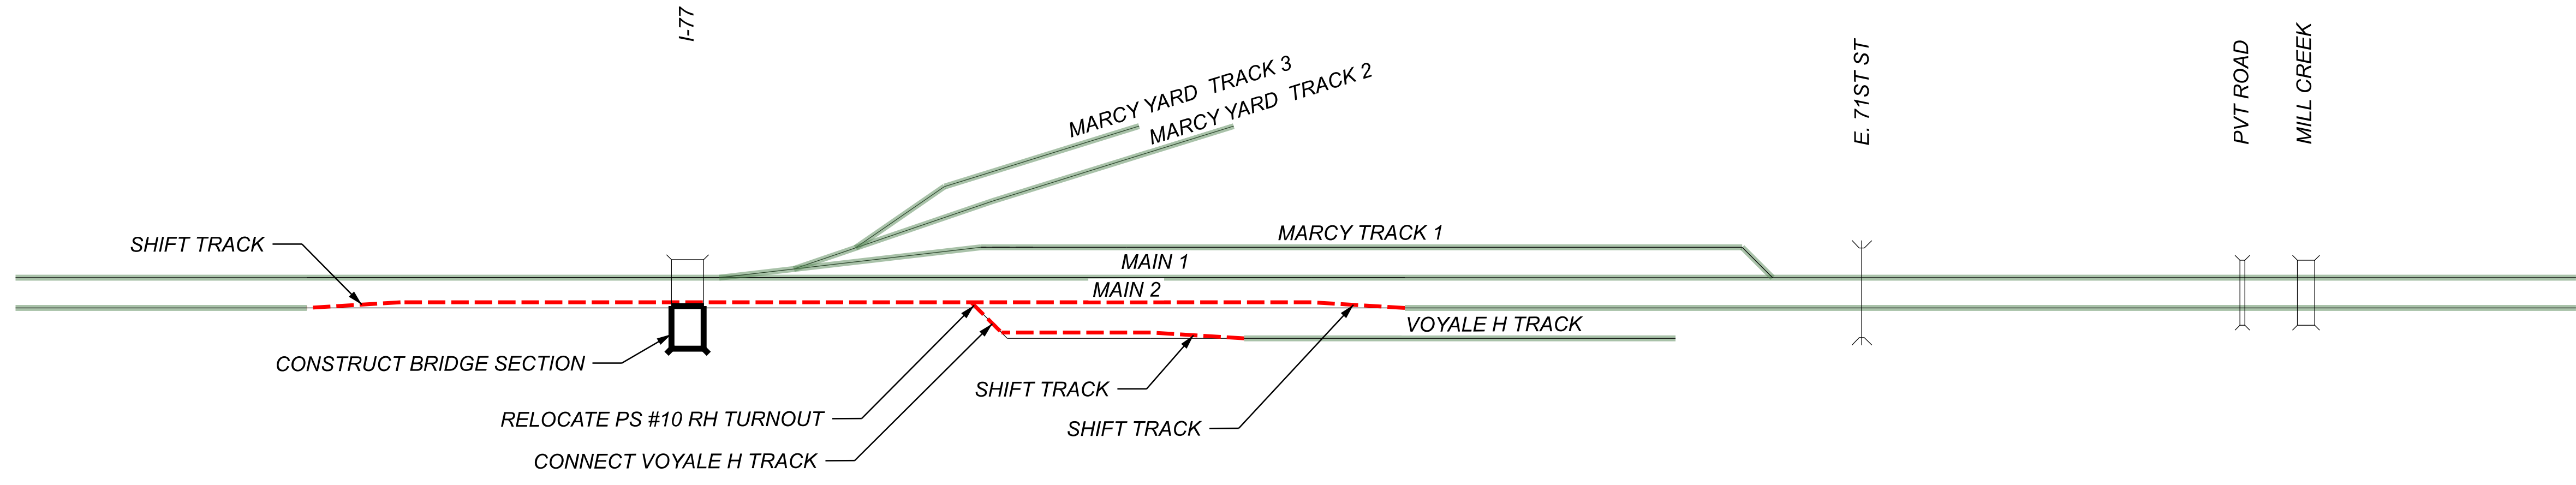 I-77
MARCY YARD TRACK 3
MARCY YARD TRACK 2
E. 71ST ST
PVT ROAD
MILL CREEK
SHIFT TRACK
MARCY TRACK 1
MAIN 1
MAIN 2
VOYALE H TRACK
CONSTRUCT BRIDGE SECTION
SHIFT TRACK
RELOCATE PS #10 RH TURNOUT
SHIFT TRACK
CONNECT VOYALE H TRACK